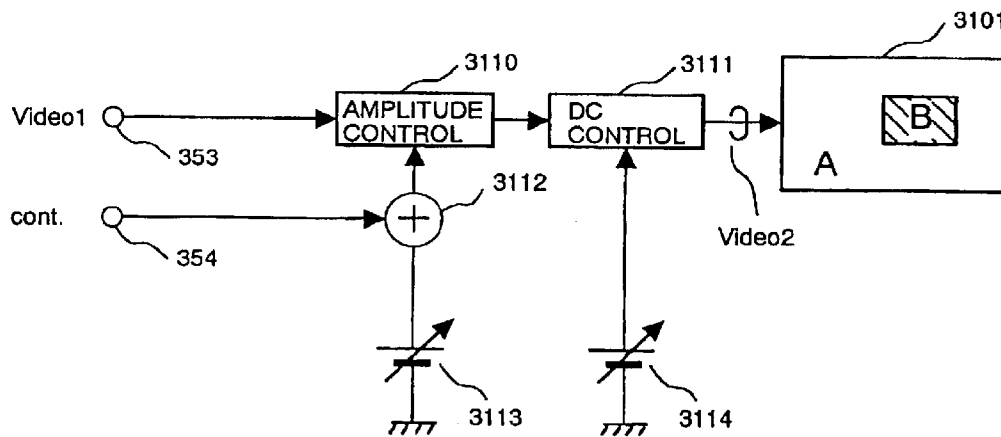 3101
3110
3111
Video1
AMPLITUDE
CONTROL
DC
CONTROL
B
A
353
3112
cont.
+
Video2
354
3113
3114